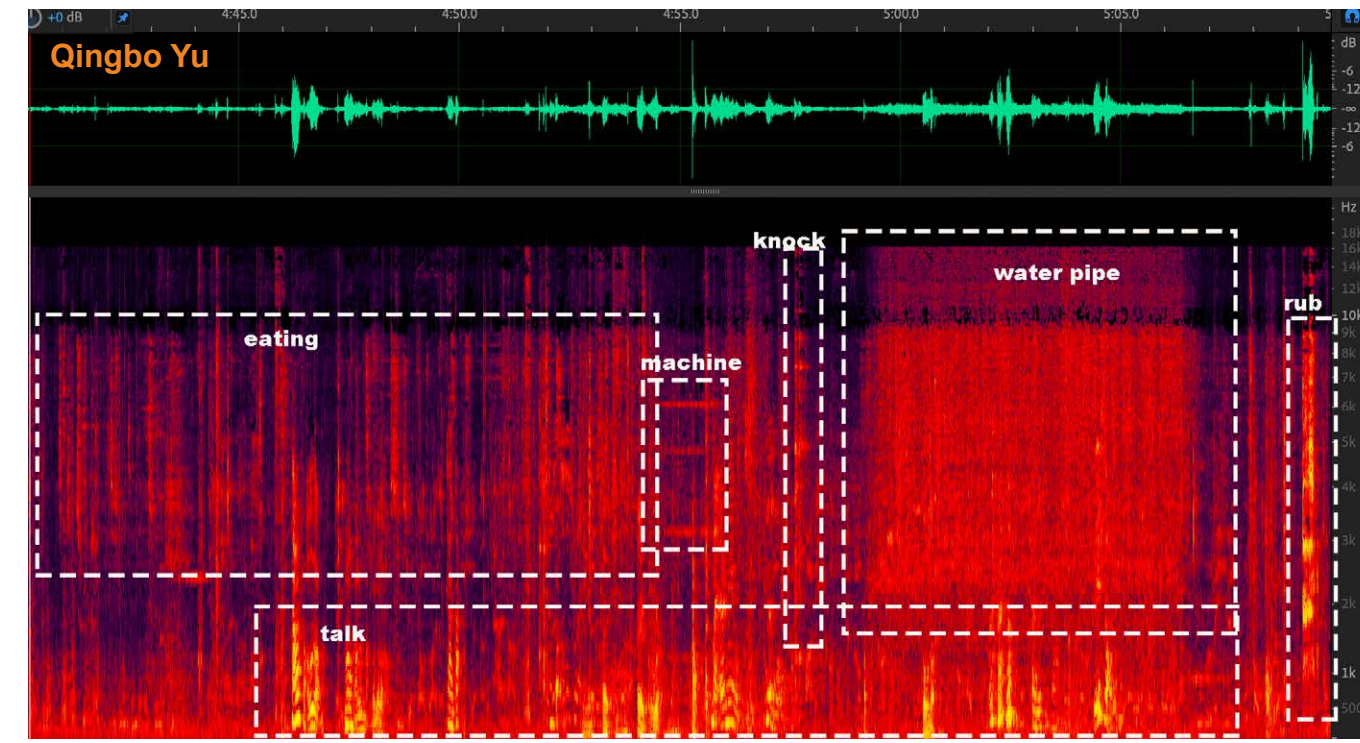 +0 dB
4:45.0
4:50.0
4:55.0
5:00.0
5:05.0
5
Qingbo Yu
dB
-6
-12
-∞
-12
-6
Hz
knock
18k
16k
water pipe
14k
12k
rub
10k
eating
9k
8k
machine
7k
6k
5k
4k
3k
2k
talk
1k
500